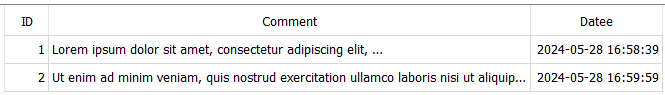 ID Comment Datee
1 Lorem ipsum dolor sit amet, consectetur adipiscing elit, ... 2024-05-28 16:58:39
2 Ut enim ad minim veniam, quis nostrud exercitation ullamco laboris nisi ut aliquip... 2024-05-28 16:59:59